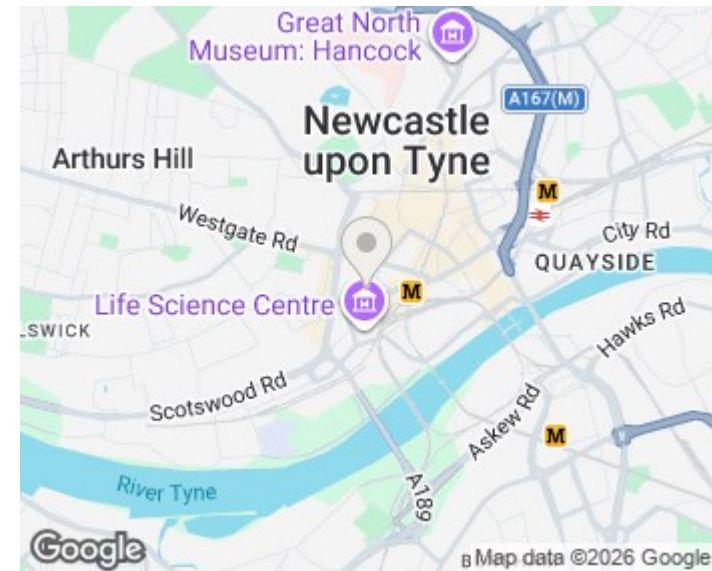 Great North
Museum: Hancock
A167(M)
Newcastle
upon Tyne
Arthurs Hill
M
Westgate Rd
City Rd
QUAYSIDE
M
Life Science Centre
LSWICK
Hawks Rd
Scotswood Rd
Askew Rd
M
River Tyne
A189
Google
B
Map data ©2026 Google